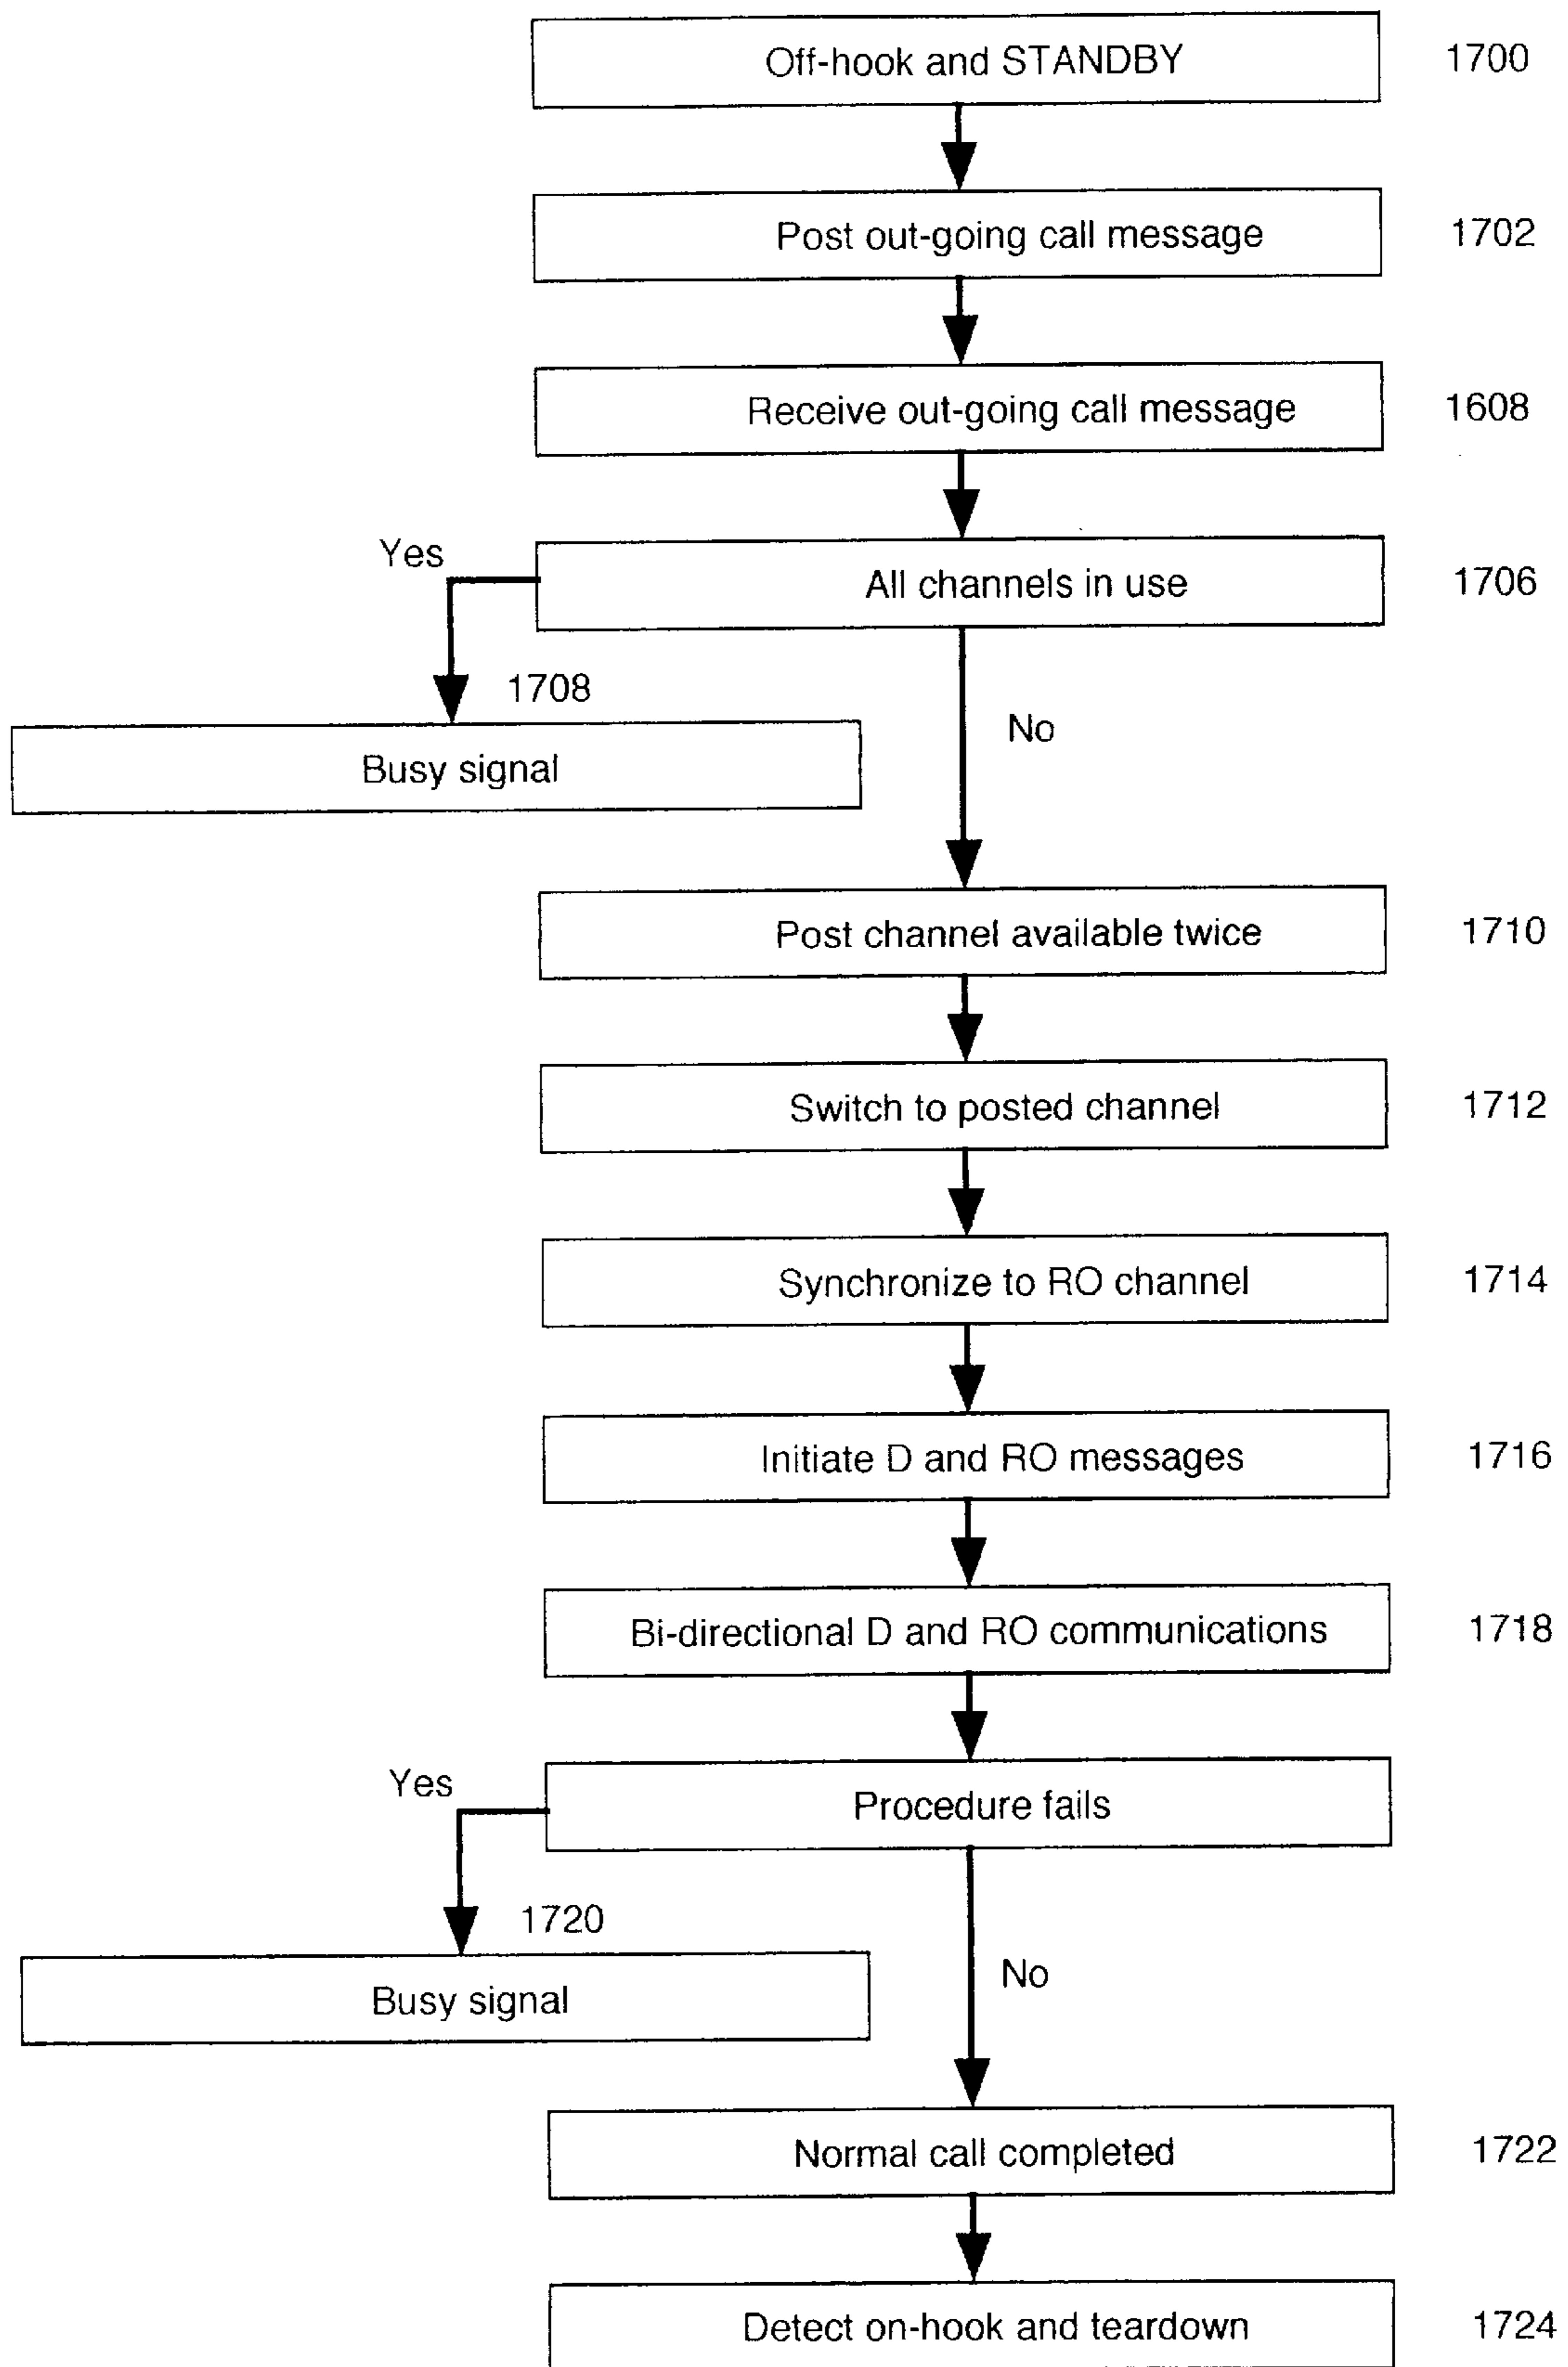 Off-hook and STANDBY 1700
Post out-going call message 1702
Receive out-going call message 1608
Yes
All channels in use 1706
1708
No
Busy signal
Post channel available twice 1710
Switch to posted channel 1712
Synchronize to RO channel 1714
Initiate D and RO messages 1716
Bi-directional D and RO communications 1718
Yes
Procedure fails
1720
No
Busy signal
Normal call completed 1722
Detect on-hook and teardown 1724